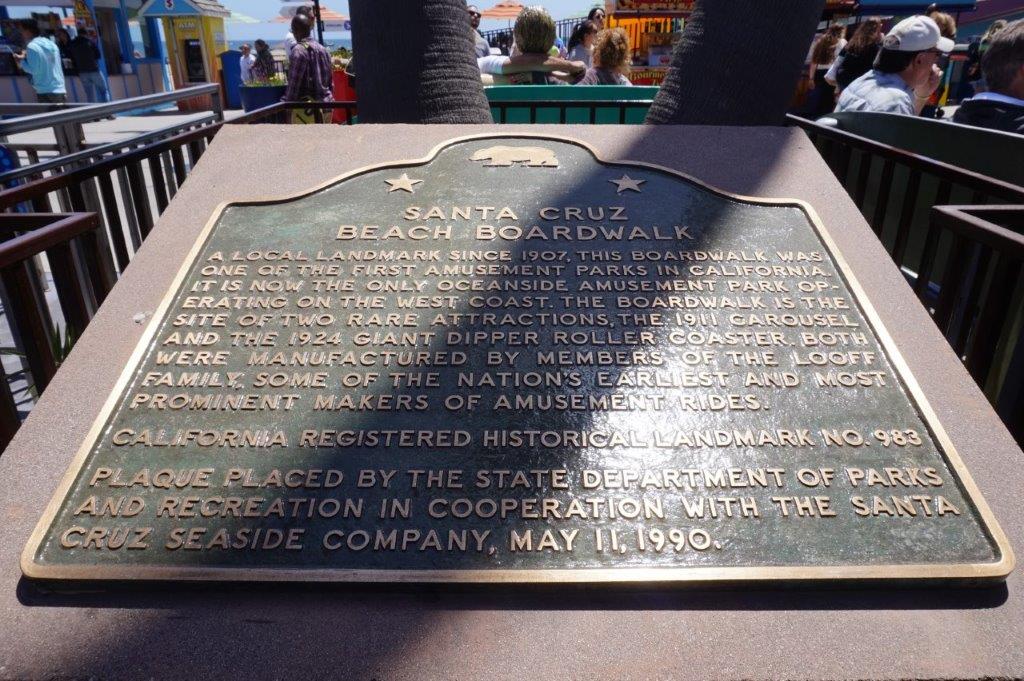 SANTA CRUZ
BEACH BOARDWALK
A LOCAL LANDMARK SINCE 1907, THIS BOARDWALK WAS
ONE OF THE FIRST AMUSEMENT PARKS IN CALIFORNIA.
IT IS NOW THE ONLY OCEANSIDE AMUSEMENT PARK OP-
ERATING ON THE WEST COAST. THE BOARDWALK IS THE
SITE OF TWO RARE ATTRACTIONS, THE 1911 CAROUSEL
AND THE 1924 GIANT DIPPER ROLLER COASTER. BOTH
WERE MANUFACTURED BY MEMBERS OF THE LOOFF
FAMILY, SOME OF THE NATION'S EARLIEST AND MOST
PROMINENT MAKERS OF AMUSEMENT RIDES.
CALIFORNIA REGISTERED HISTORICAL LANDMARK NO. 983
PLAQUE PLACED BY THE STATE DEPARTMENT OF PARKS
AND RECREATION IN COOPERATION WITH THE SANTA
CRUZ SEASIDE COMPANY, MAY 11, 1990.
ATM